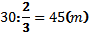 30:2/3 = 45(m)